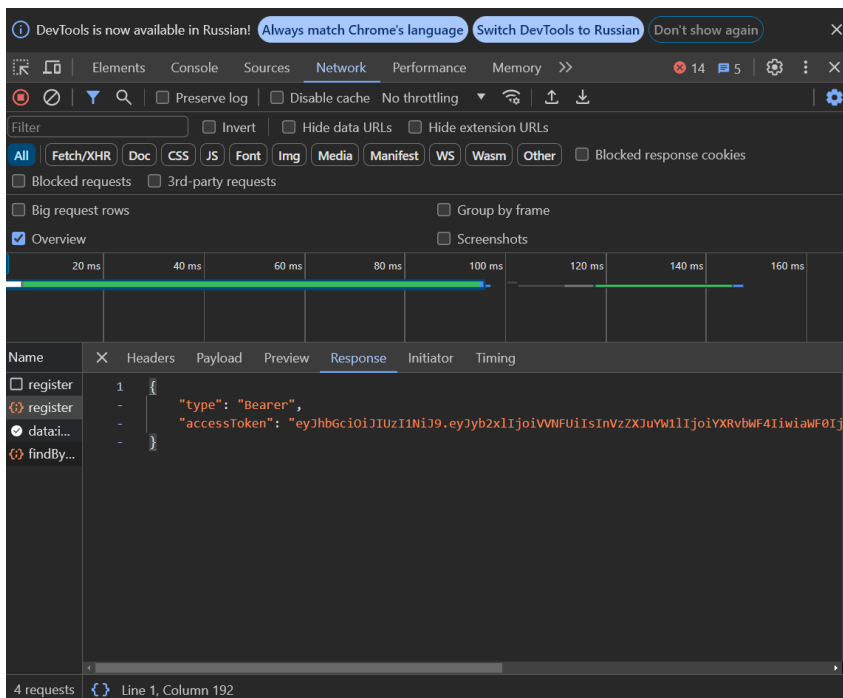 DevTools is now available in Russian! Always match Chrome's language Switch DevTools to Russian Don't show again
Elements Console Sources Network Performance Memory 14 5
Preserve log Disable cache No throttling
Filter Invert Hide data URLs Hide extension URLs
All Fetch/XHR Doc CSS JS Font Img Media Manifest WS Wasm Other Blocked response cookies
Blocked requests 3rd-party requests
Big request rows Group by frame
Overview Screenshots
20 ms 40 ms 60 ms 80 ms 100 ms 120 ms 140 ms 160 ms
Name Headers Payload Preview Response Initiator Timing
register 1 {
register - "type": "Bearer",
data:i... - "accessToken": "eyJhbGciOiJIUzI1NiJ9.eyJyb2xlIjoiVVNFUiIsInVzZXJuYW1lIjoiYXRvbWF4IiwiaWF0Ij
findBy... - }
4 requests {} Line 1, Column 192